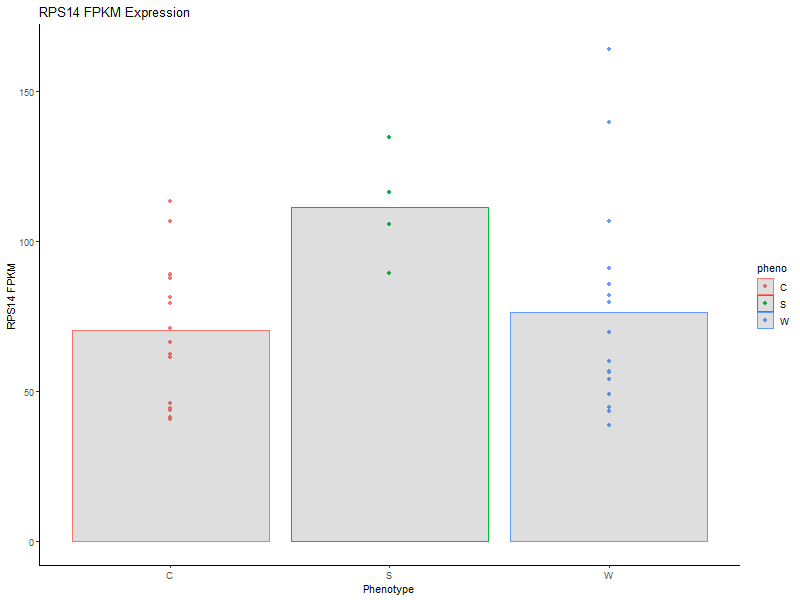 RPS14 FPKM Expression
150
100
50
0
RPS14 FPKM
C
S
W
Phenotype
pheno
C
S
W